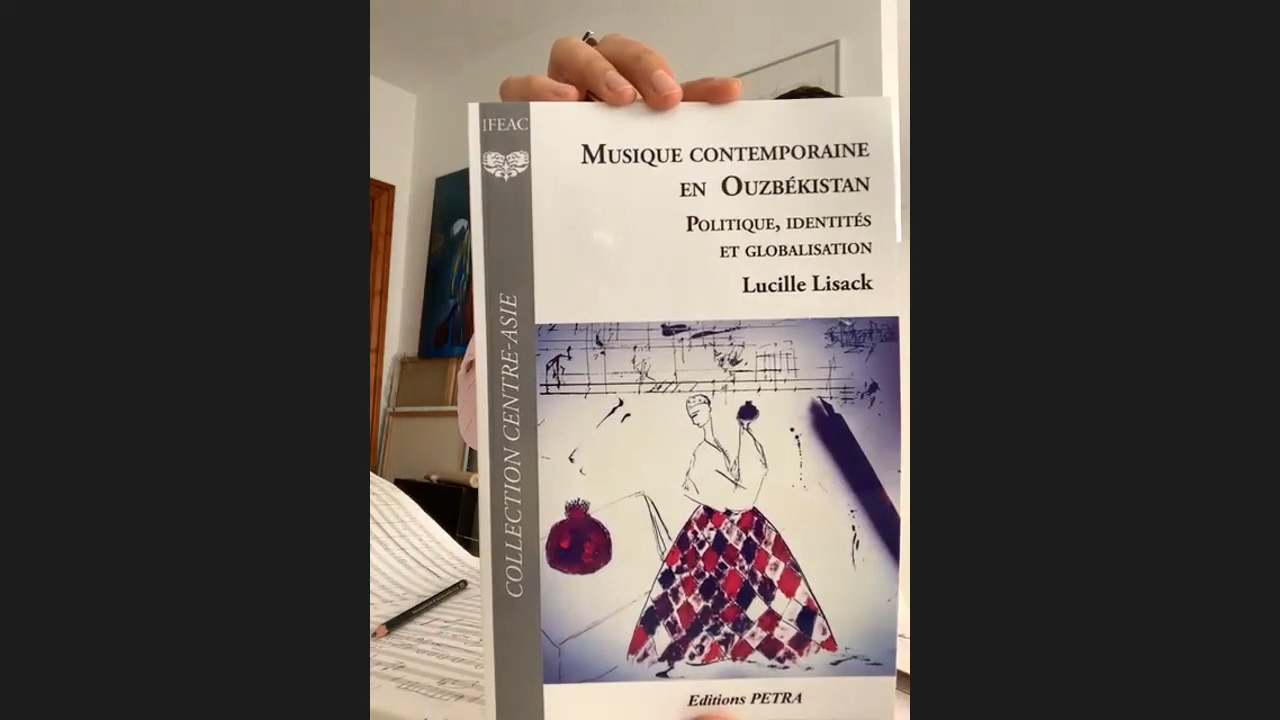 IFEAC
MUSIQUE CONTEMPORAINE
EN OUZBÉKISTAN
POLITIQUE, IDENTITÉS
ET GLOBALISATION
Lucille Lisack
COLLECTION CENTRE-ASIE
Editions PETRA